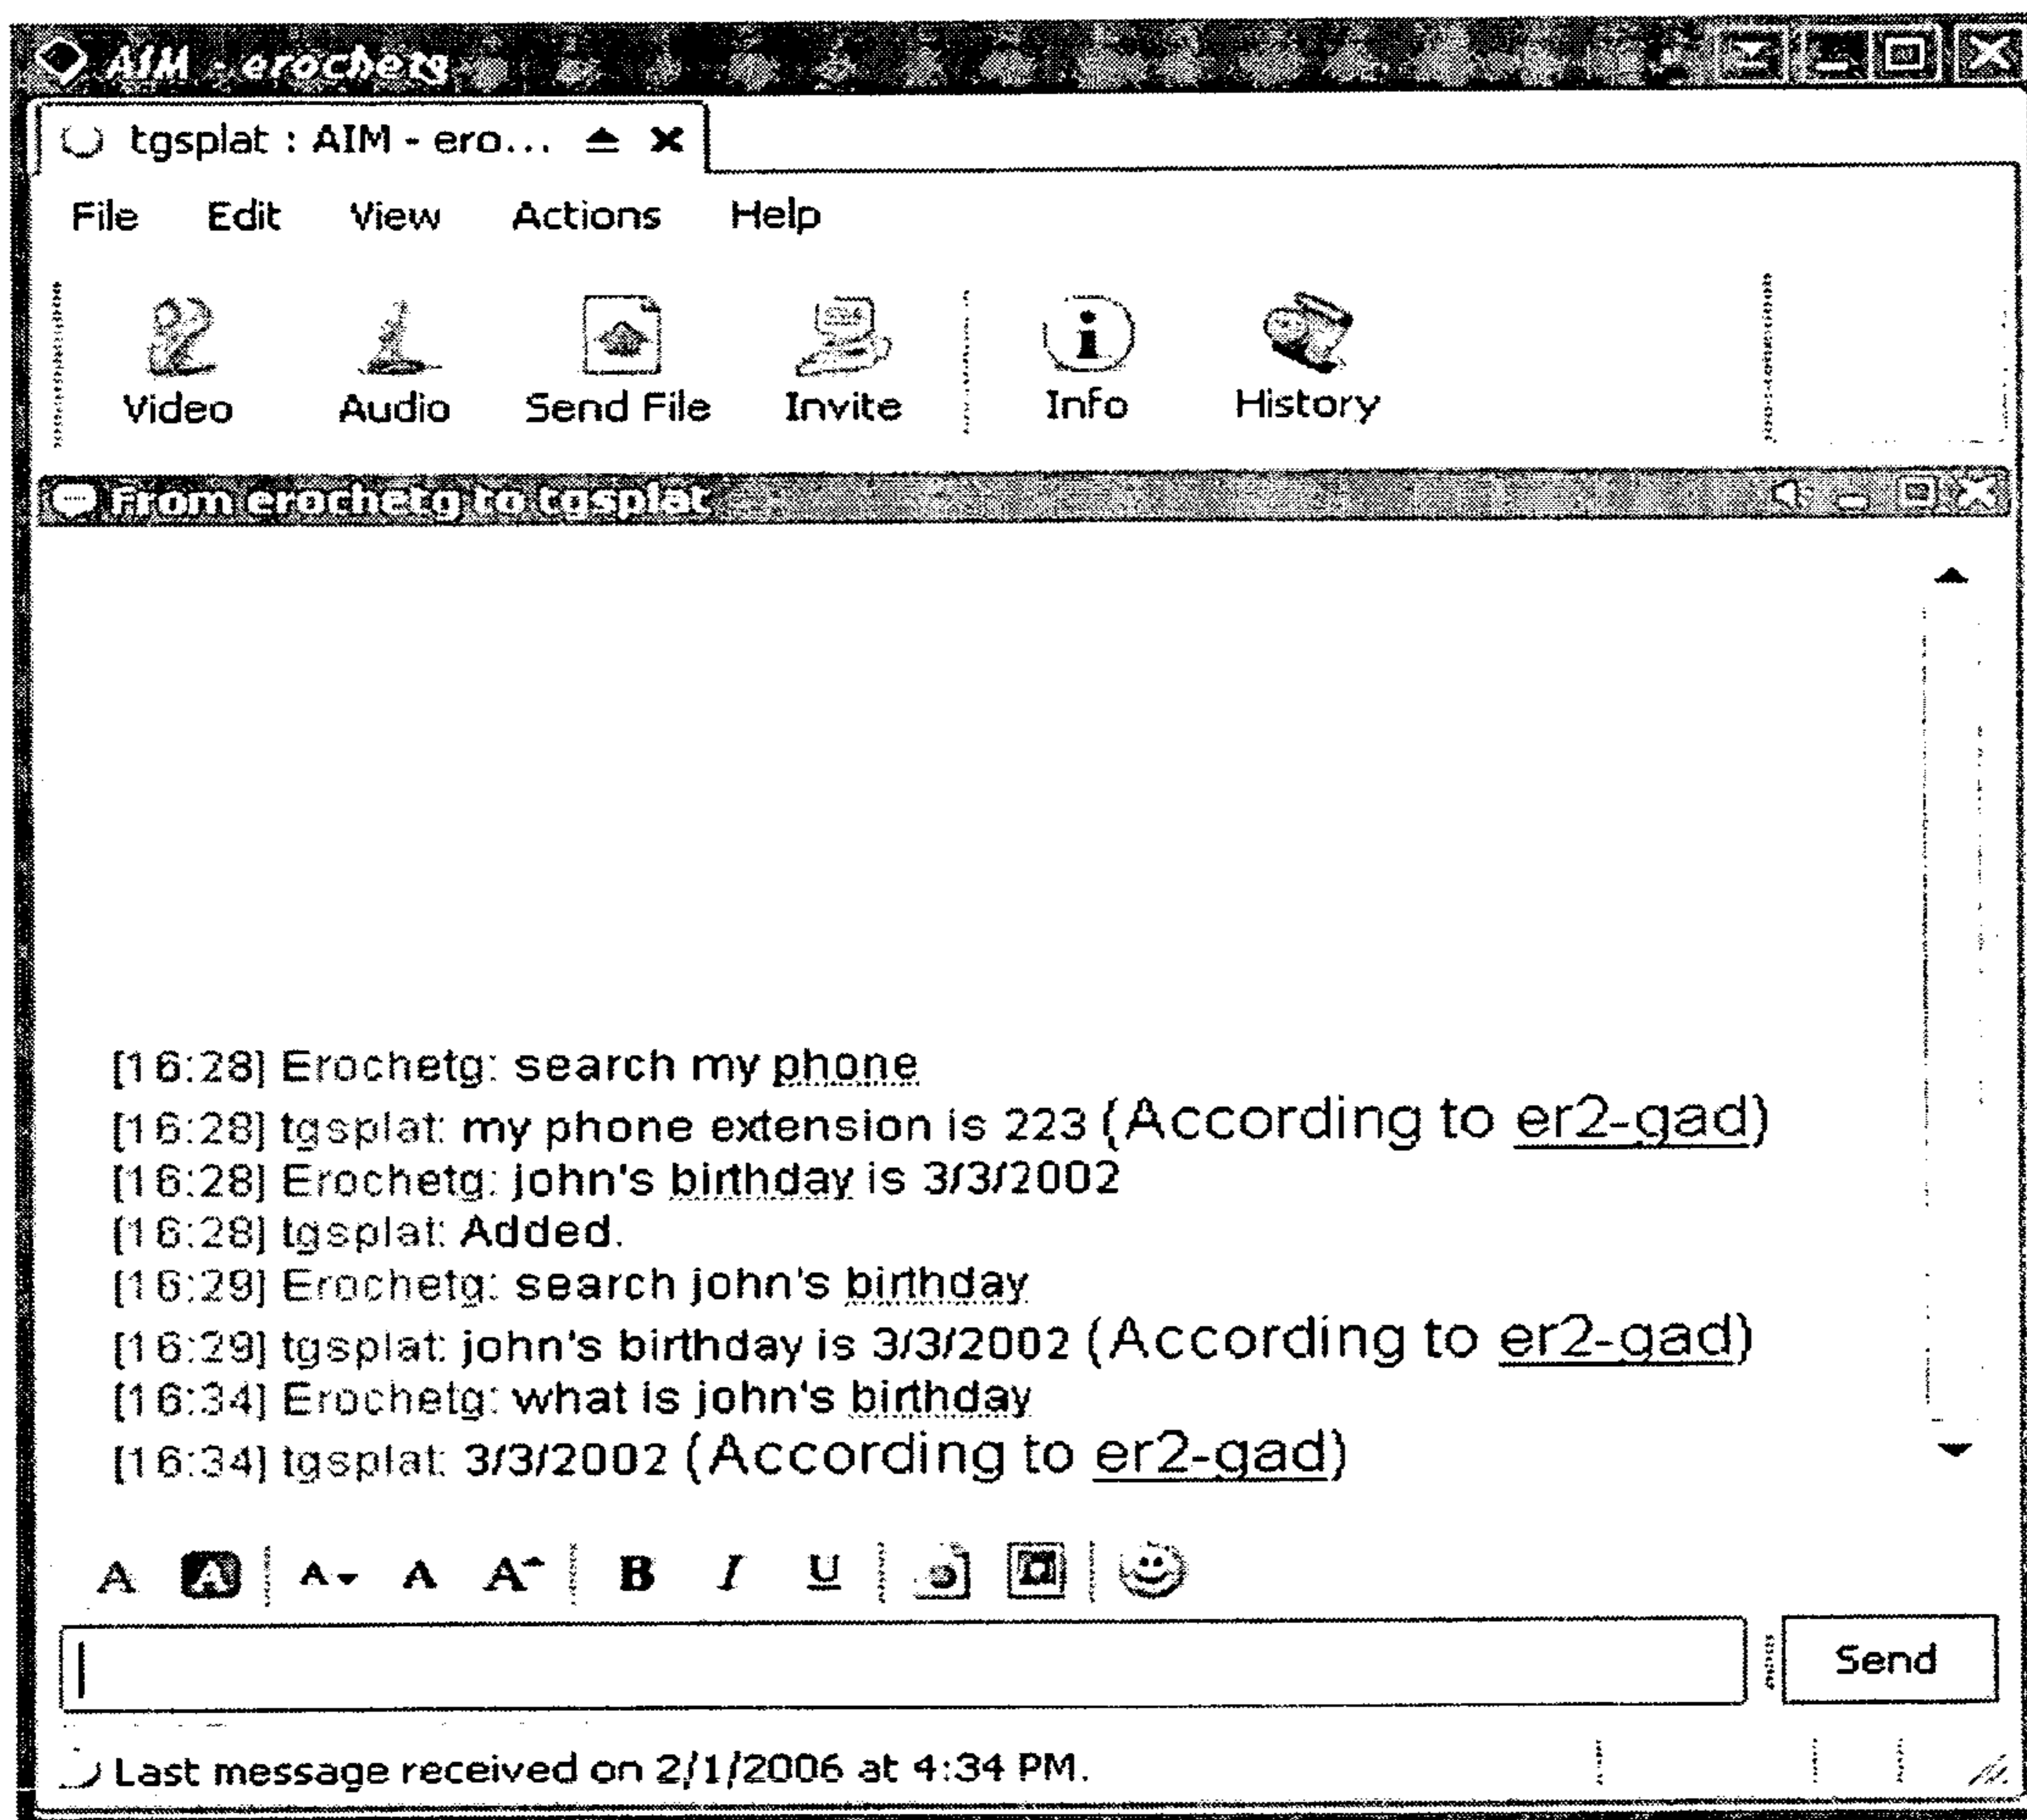 AIM - erochetg
tgsplat : AIM - ero...
File Edit View Actions Help
Video Audio Send File Invite Info History
From erochetg to tgsplat
[16:28] Erochetg: search my phone
[16:28] tgsplat: my phone extension is 223 (According to er2-gad)
[16:28] Erochetg: john's birthday is 3/3/2002
[16:28] tgsplat: Added.
[16:29] Erochetg: search john's birthday
[16:29] tgsplat: john's birthday is 3/3/2002 (According to er2-gad)
[16:34] Erochetg: what is john's birthday
[16:34] tgsplat: 3/3/2002 (According to er2-gad)
A A A A A B I U
Send
Last message received on 2/1/2006 at 4:34 PM.